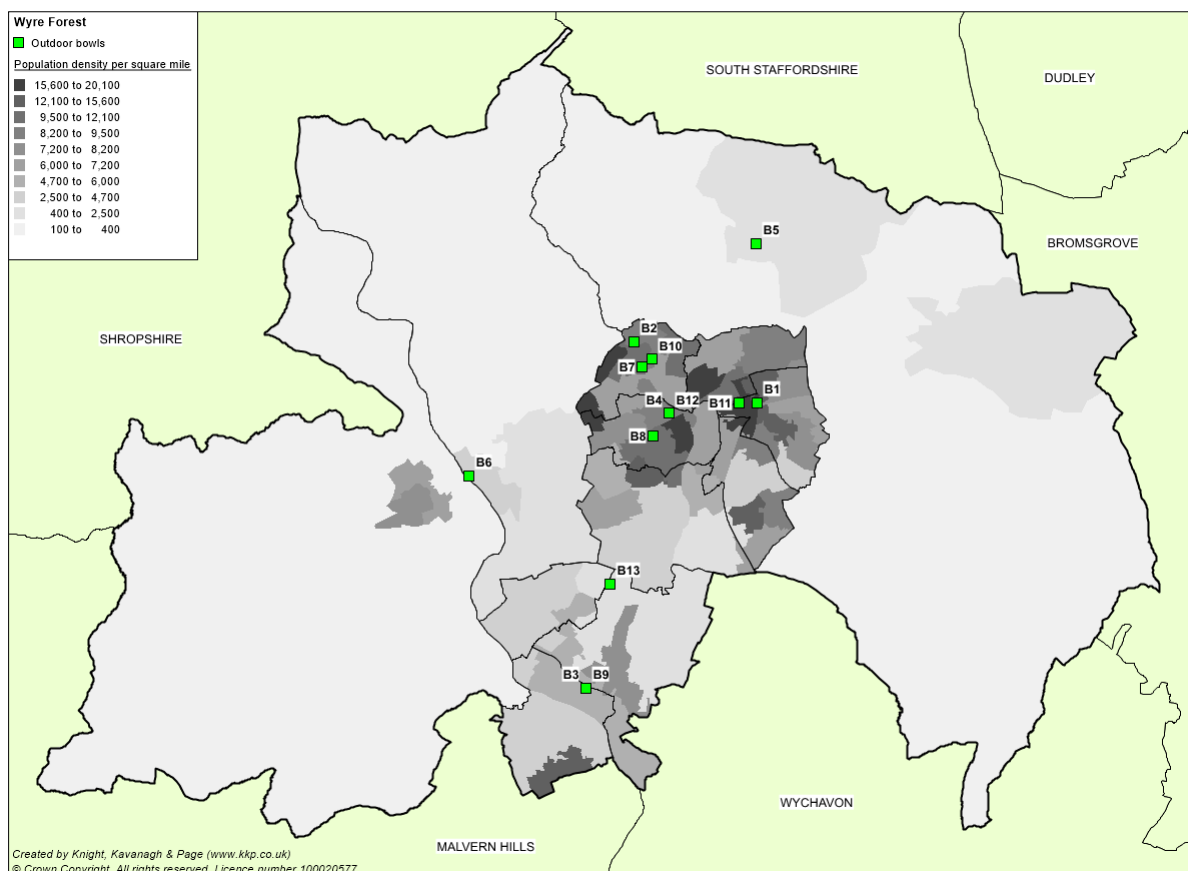 Wyre Forest
Outdoor bowls
Population density per square mile
15,600 to 20,100
12,100 to 15,600
9,500 to 12,100
8,200 to 9,500
7,200 to 8,200
6,000 to 7,200
4,700 to 6,000
2,500 to 4,700
400 to 2,500
100 to 400
SOUTH STAFFORDSHIRE
DUDLEY
B5
BROMSGROVE
SHROPSHIRE
B2
B10
B7
B4
B12
B11
B1
B8
B6
B13
B3
B9
WYCHAVON
MALVERN HILLS
Created by Knight, Kavanagh & Page (www.kkp.co.uk)
© Crown Copyright. All rights reserved. Licence number 100020577